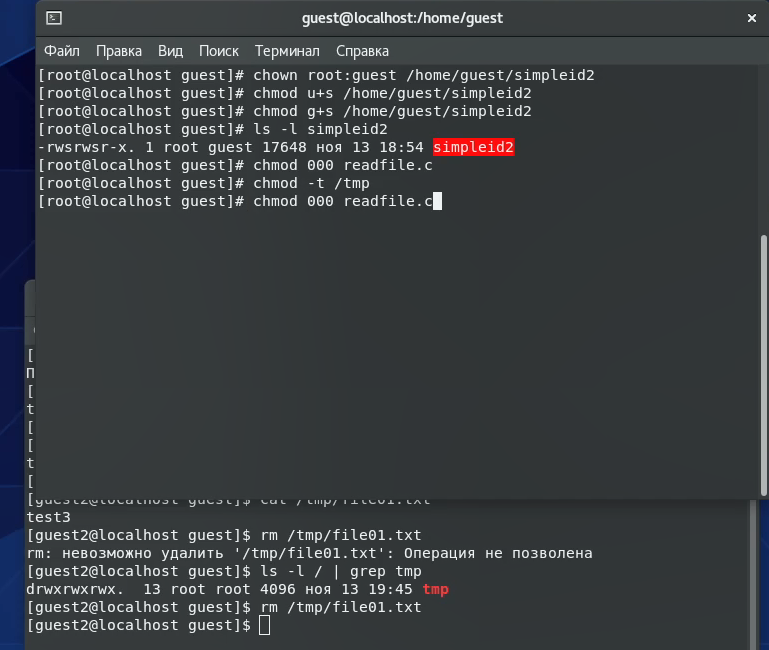 guest@localhost:/home/guest
Файл Правка Вид Поиск Терминал Справка
[root@localhost guest]# chown root:guest /home/guest/simpleid2
[root@localhost guest]# chmod u+s /home/guest/simpleid2
[root@localhost guest]# chmod g+s /home/guest/simpleid2
[root@localhost guest]# ls -l simpleid2
-rwsrwsr-x. 1 root guest 17648 ноя 13 18:54 simpleid2
[root@localhost guest]# chmod 000 readfile.c
[root@localhost guest]# chmod -t /tmp
[root@localhost guest]# chmod 000 readfile.c
[
П
[
t
[
[
t
[
[guest2@localhost guest]$ cat /tmp/file01.txt
test3
[guest2@localhost guest]$ rm /tmp/file01.txt
rm: невозможно удалить '/tmp/file01.txt': Операция не позволена
[guest2@localhost guest]$ ls -l / | grep tmp
drwxrwxrwx.  13 root root 4096 ноя 13 19:45 tmp
[guest2@localhost guest]$ rm /tmp/file01.txt
[guest2@localhost guest]$